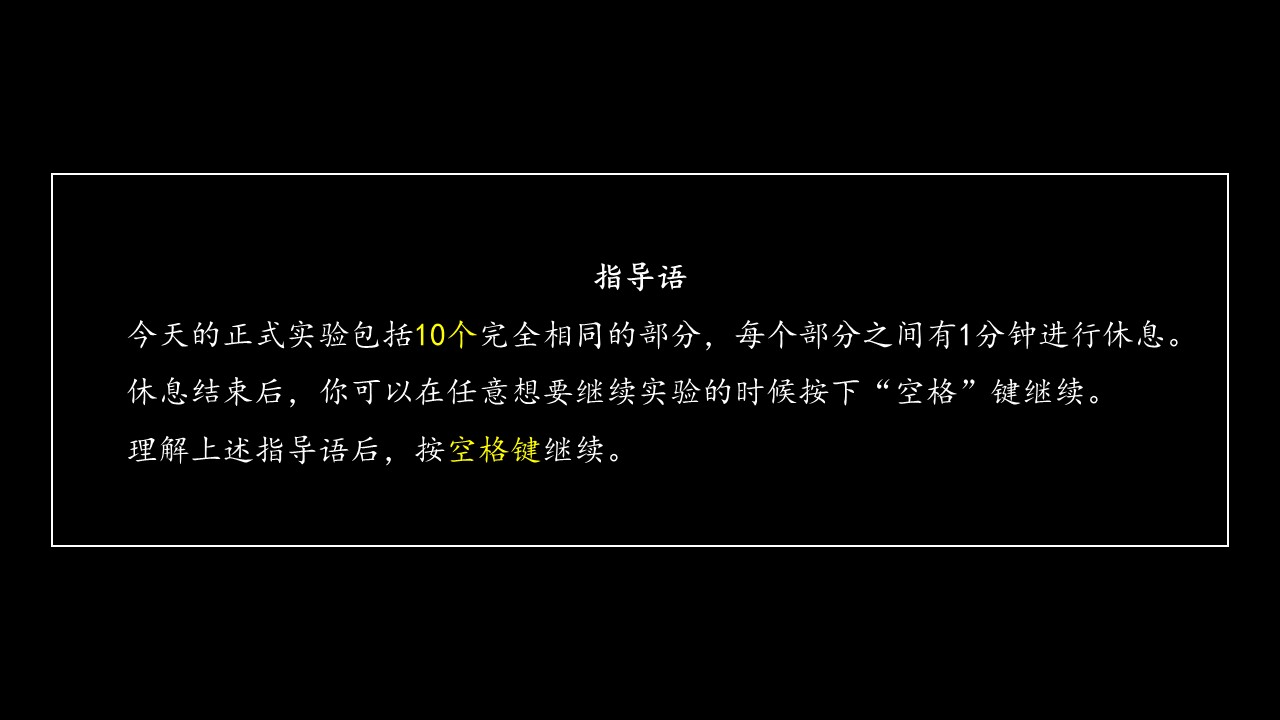 指导语
今天的正式实验包括10个完全相同的部分，每个部分之间有1分钟进行休息。
休息结束后，你可以在任意想要继续实验的时候按下“空格”键继续。
理解上述指导语后，按空格键继续。